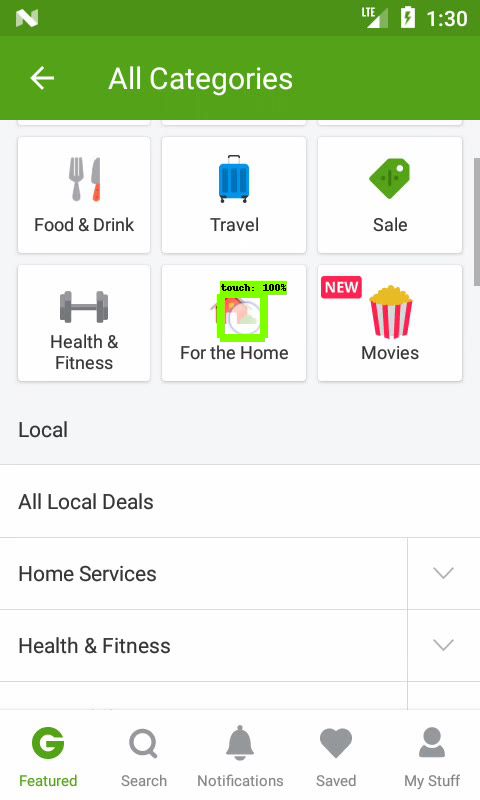 LTE 1:30
All Categories
Food & Drink
Travel
Sale
touch: 100%
NEW
Health &
Fitness
For the Home
Movies
Local
All Local Deals
Home Services
Health & Fitness
Featured
Search
Notifications
Saved
My Stuff